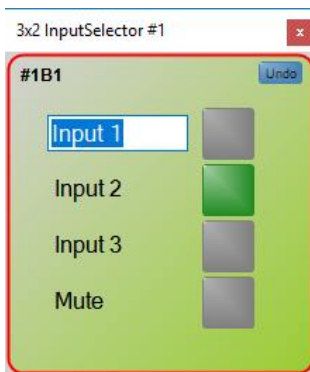 3x2 InputSelector #1
x
#1B1
Undo
Input 1
Input 2
Input 3
Mute